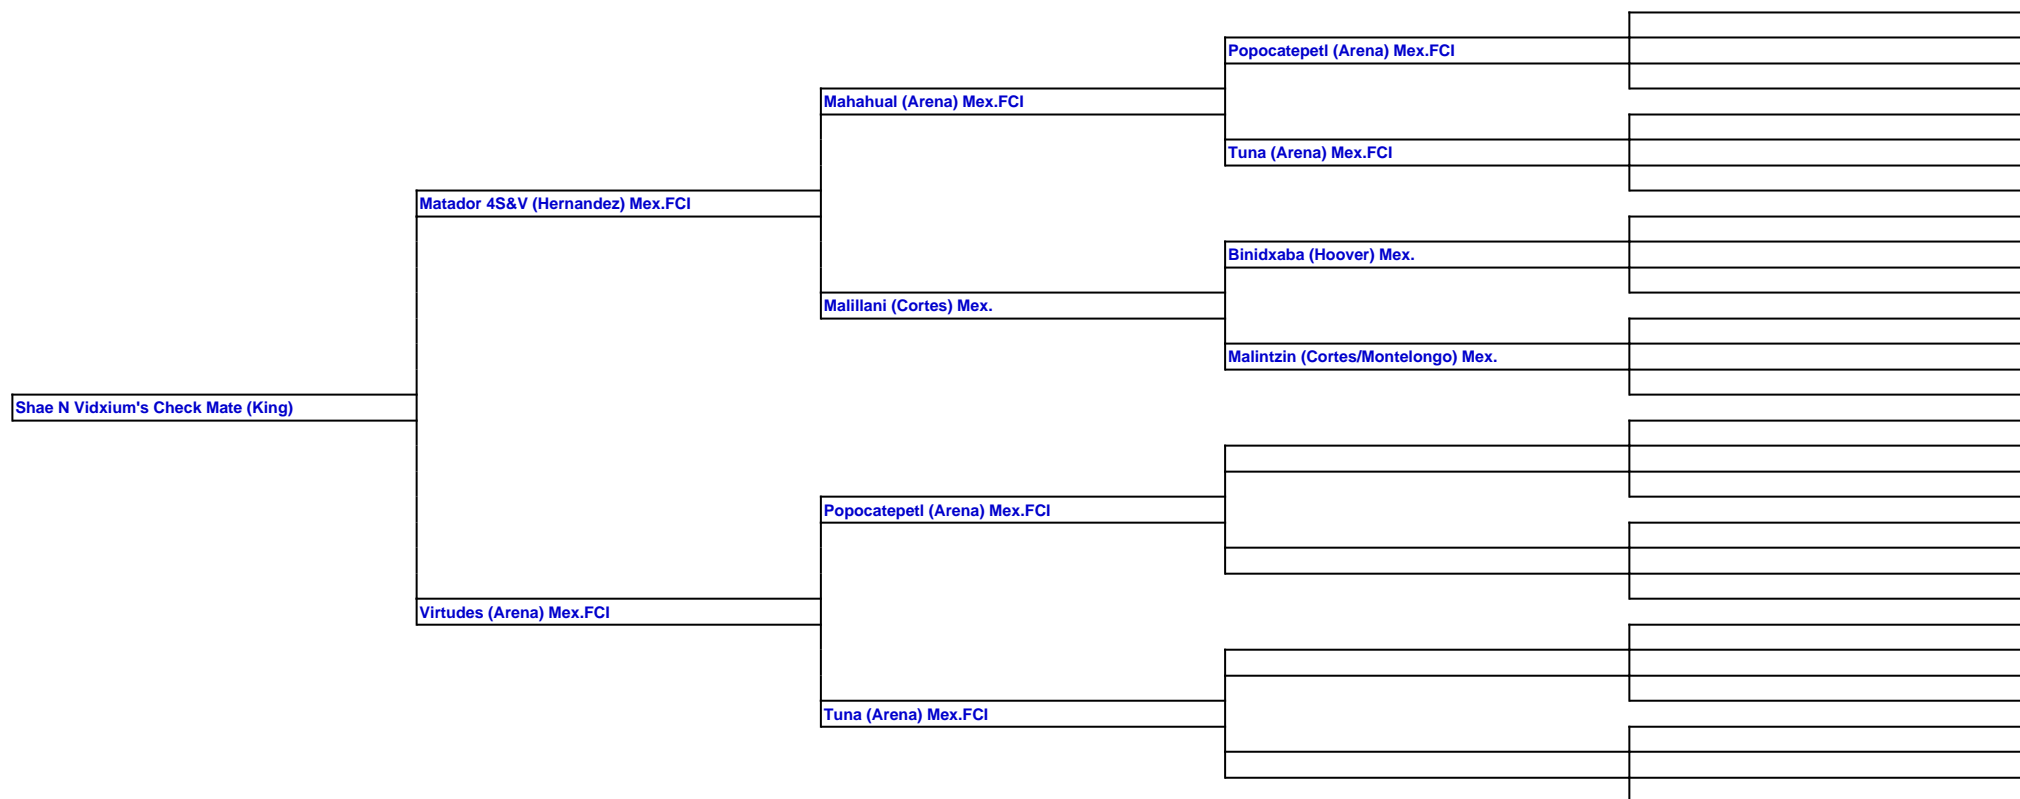 Popocatepetl (Arena) Mex.FCI
Mahahual (Arena) Mex.FCI
Tuna (Arena) Mex.FCI
Matador 4S&V (Hernandez) Mex.FCI
Binidxaba (Hoover) Mex.
Malillani (Cortes) Mex.
Malintzin (Cortes/Montelongo) Mex.
Shae N Vidxium's Check Mate (King)
Popocatepetl (Arena) Mex.FCI
Virtudes (Arena) Mex.FCI
Tuna (Arena) Mex.FCI